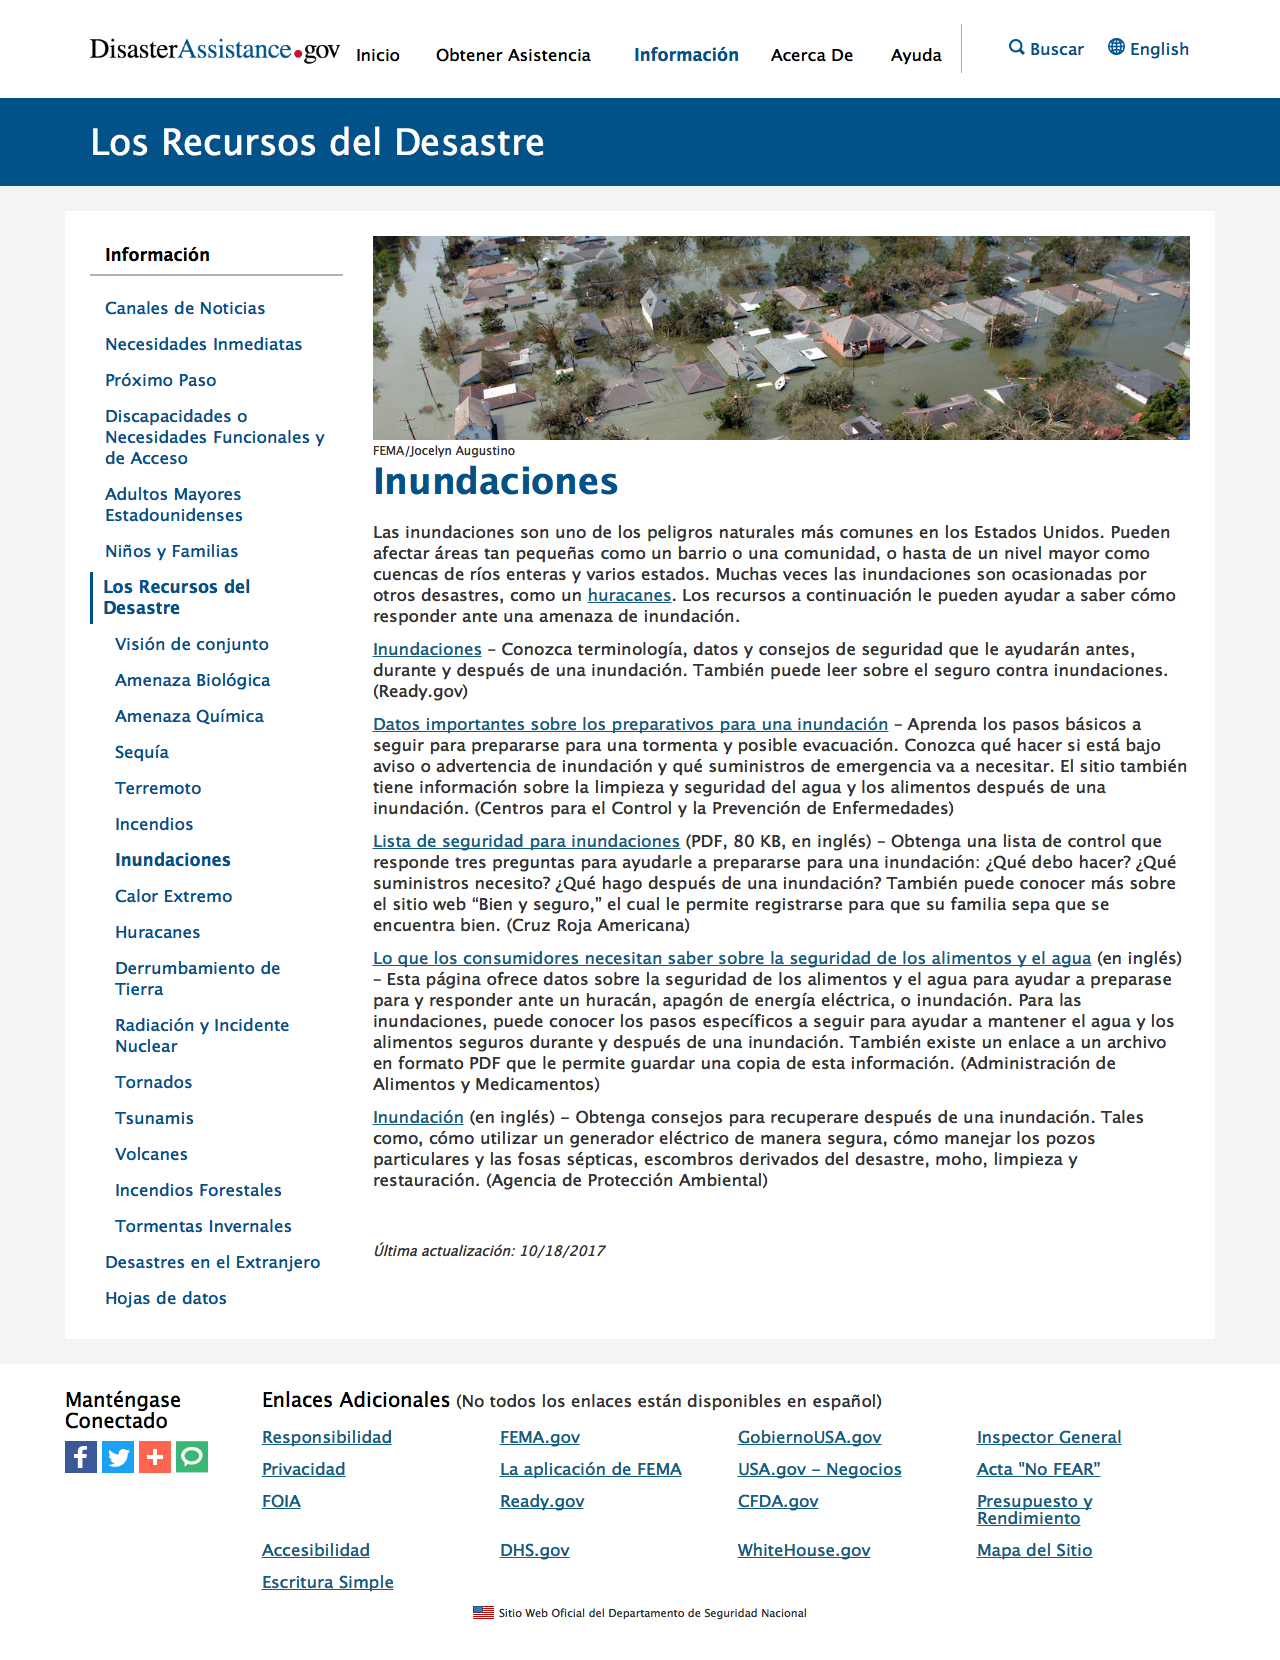 DisasterAssistance.gov
Inicio
Obtener Asistencia
Información
Acerca De
Ayuda
Buscar
English
Los Recursos del Desastre
Información
Canales de Noticias
Necesidades Inmediatas
Próximo Paso
Discapacidades o
Necesidades Funcionales y
de Acceso
Adultos Mayores
Estadounidenses
Niños y Familias
Los Recursos del
Desastre
Visión de conjunto
Amenaza Biológica
Amenaza Química
Sequía
Terremoto
Incendios
Inundaciones
Calor Extremo
Huracanes
Derrumbamiento de
Tierra
Radiación y Incidente
Nuclear
Tornados
Tsunamis
Volcanes
Incendios Forestales
Tormentas Invernales
Desastres en el Extranjero
Hojas de datos
FEMA/Jocelyn Augustino
Inundaciones
Las inundaciones son uno de los peligros naturales más comunes en los Estados Unidos. Pueden
afectar áreas tan pequeñas como un barrio o una comunidad, o hasta de un nivel mayor como
cuencas de ríos enteras y varios estados. Muchas veces las inundaciones son ocasionadas por
otros desastres, como un huracanes. Los recursos a continuación le pueden ayudar a saber cómo
responder ante una amenaza de inundación.
Inundaciones – Conozca terminología, datos y consejos de seguridad que le ayudarán antes,
durante y después de una inundación. También puede leer sobre el seguro contra inundaciones.
(Ready.gov)
Datos importantes sobre los preparativos para una inundación – Aprenda los pasos básicos a
seguir para prepararse para una tormenta y posible evacuación. Conozca qué hacer si está bajo
aviso o advertencia de inundación y qué suministros de emergencia va a necesitar. El sitio también
tiene información sobre la limpieza y seguridad del agua y los alimentos después de una
inundación. (Centros para el Control y la Prevención de Enfermedades)
Lista de seguridad para inundaciones (PDF, 80 KB, en inglés) – Obtenga una lista de control que
responde tres preguntas para ayudarle a prepararse para una inundación: ¿Qué debo hacer? ¿Qué
suministros necesito? ¿Qué hago después de una inundación? También puede conocer más sobre
el sitio web “Bien y seguro,” el cual le permite registrarse para que su familia sepa que se
encuentra bien. (Cruz Roja Americana)
Lo que los consumidores necesitan saber sobre la seguridad de los alimentos y el agua (en inglés)
– Esta página ofrece datos sobre la seguridad de los alimentos y el agua para ayudar a preparase
para y responder ante un huracán, apagón de energía eléctrica, o inundación. Para las
inundaciones, puede conocer los pasos específicos a seguir para ayudar a mantener el agua y los
alimentos seguros durante y después de una inundación. También existe un enlace a un archivo
en formato PDF que le permite guardar una copia de esta información. (Administración de
Alimentos y Medicamentos)
Inundación (en inglés) - Obtenga consejos para recuperare después de una inundación. Tales
como, cómo utilizar un generador eléctrico de manera segura, cómo manejar los pozos
particulares y las fosas sépticas, escombros derivados del desastre, moho, limpieza y
restauración. (Agencia de Protección Ambiental)
Última actualización: 10/18/2017
Manténgase
Conectado
Enlaces Adicionales (No todos los enlaces están disponibles en español)
Responsibilidad
FEMA.gov
GobiernoUSA.gov
Inspector General
Privacidad
La aplicación de FEMA
USA.gov - Negocios
Acta "No FEAR”
FOIA
Ready.gov
CFDA.gov
Presupuesto y
Rendimiento
Accesibilidad
DHS.gov
WhiteHouse.gov
Mapa del Sitio
Escritura Simple
Sitio Web Oficial del Departamento de Seguridad Nacional